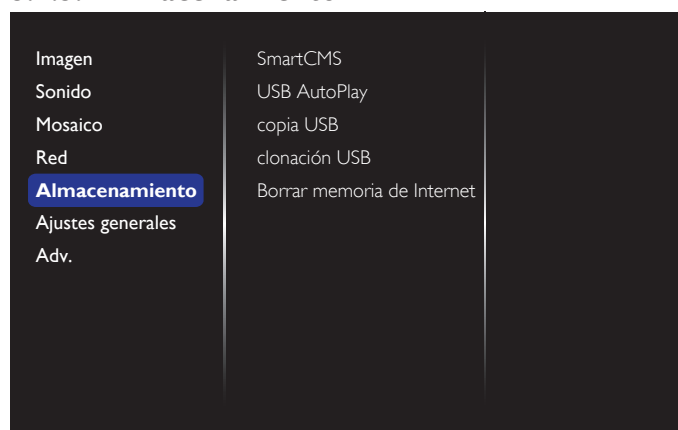 Imagen
Sonido
Mosaico
Red
Almacenamiento
Ajustes generales
Adv.
SmartCMS
USB AutoPlay
copia USB
clonación USB
Borrar memoria de Internet